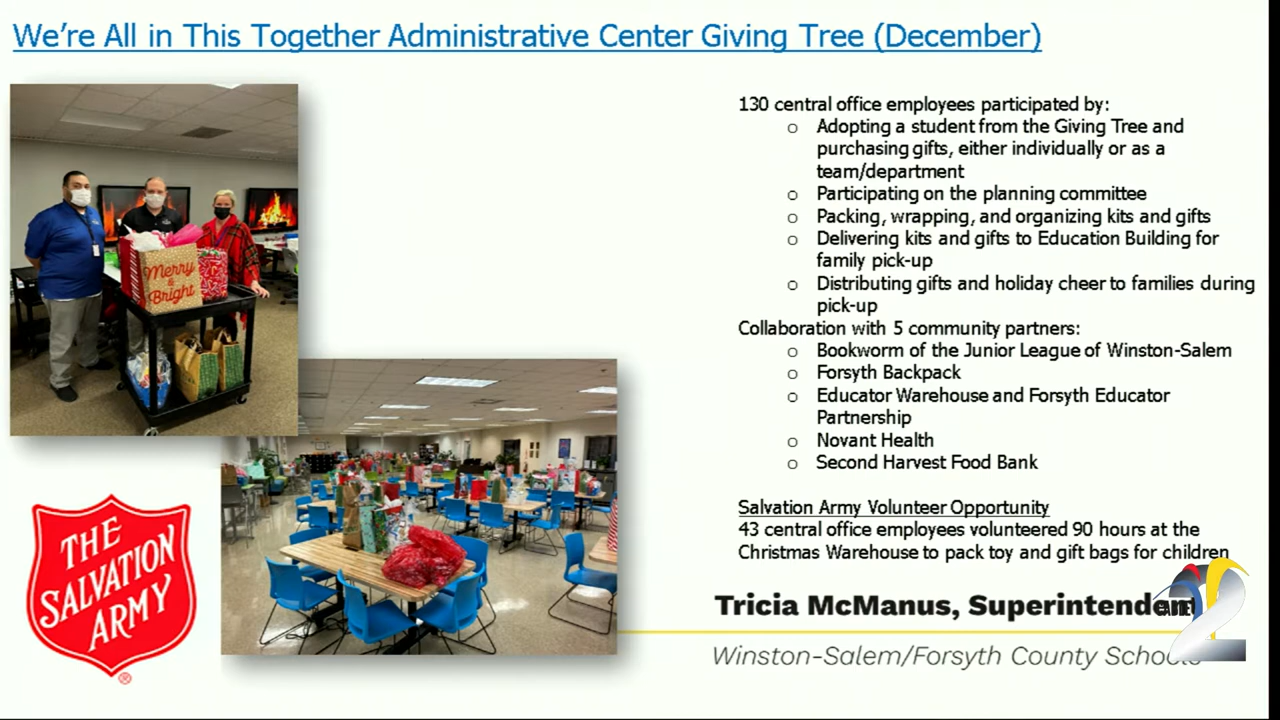 We're All in This Together Administrative Center Giving Tree (December)
130 central office employees participated by:
o Adopting a student from the Giving Tree and
purchasing gifts, either individually or as a
team/department
o Participating on the planning committee
o Packing, wrapping, and organizing kits and gifts
o Delivering kits and gifts to Education Building for
family pick-up
o Distributing gifts and holiday cheer to families during
pick-up
Collaboration with 5 community partners:
o Bookworm of the Junior League of Winston-Salem
o Forsyth Backpack
o Educator Warehouse and Forsyth Educator
Partnership
o Novant Health
o Second Harvest Food Bank
Salvation Army Volunteer Opportunity
43 central office employees volunteered 90 hours at the
Christmas Warehouse to pack toy and gift bags for children
Tricia McManus, Superintendent
Winston-Salem/Forsyth County Schools
Merry
&
Bright
THE
SALVATION
ARMY
®
2